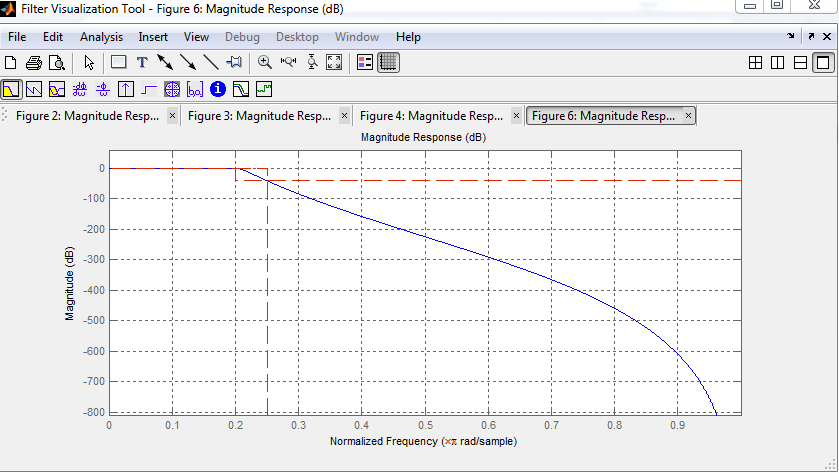 Filter Visualization Tool - Figure 6: Magnitude Response (dB)
File Edit Analysis Insert View Debug Desktop Window Help
Figure 2: Magnitude Resp... × Figure 3: Magnitude Resp... × Figure 4: Magnitude Resp... × Figure 6: Magnitude Resp... ×
Magnitude Response (dB)
0
-100
-200
-300
-400
-500
-600
-700
-800
Magnitude (dB)
0 0.1 0.2 0.3 0.4 0.5 0.6 0.7 0.8 0.9
Normalized Frequency (×π rad/sample)